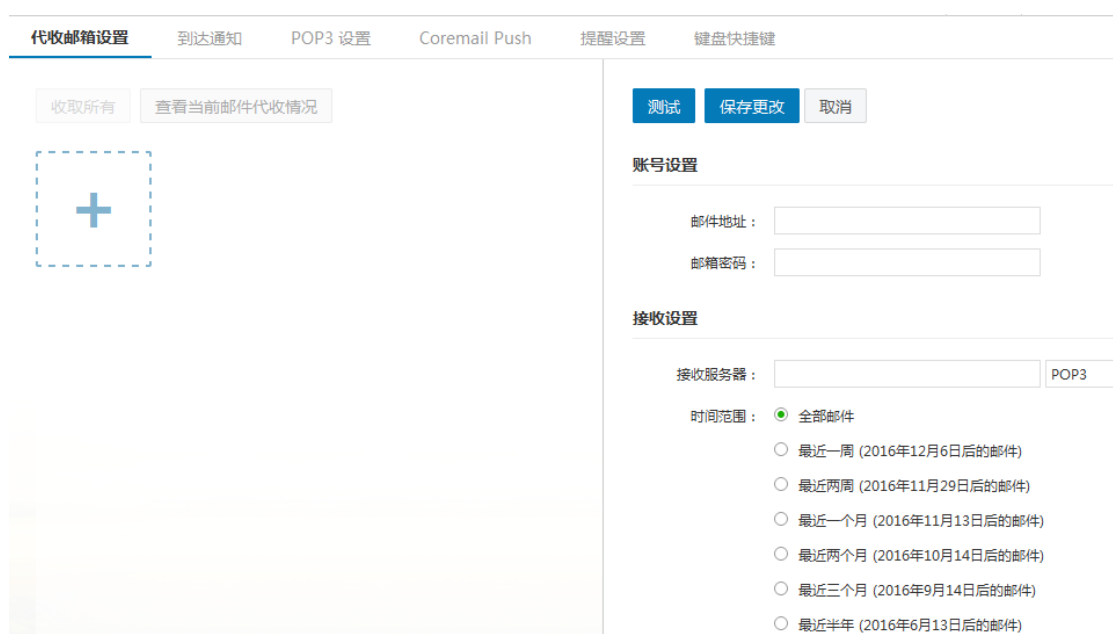 代收邮箱设置 到达通知 POP3 设置 Coremail Push 提醒设置 键盘快捷键
收取所有 查看当前邮件代收情况
测试 保存更改 取消
账号设置
邮件地址：
邮箱密码：
接收设置
接收服务器： POP3
时间范围： 全部邮件
最近一周 (2016年12月6日后的邮件)
最近两周 (2016年11月29日后的邮件)
最近一个月 (2016年11月13日后的邮件)
最近两个月 (2016年10月14日后的邮件)
最近三个月 (2016年9月14日后的邮件)
最近半年 (2016年6月13日后的邮件)